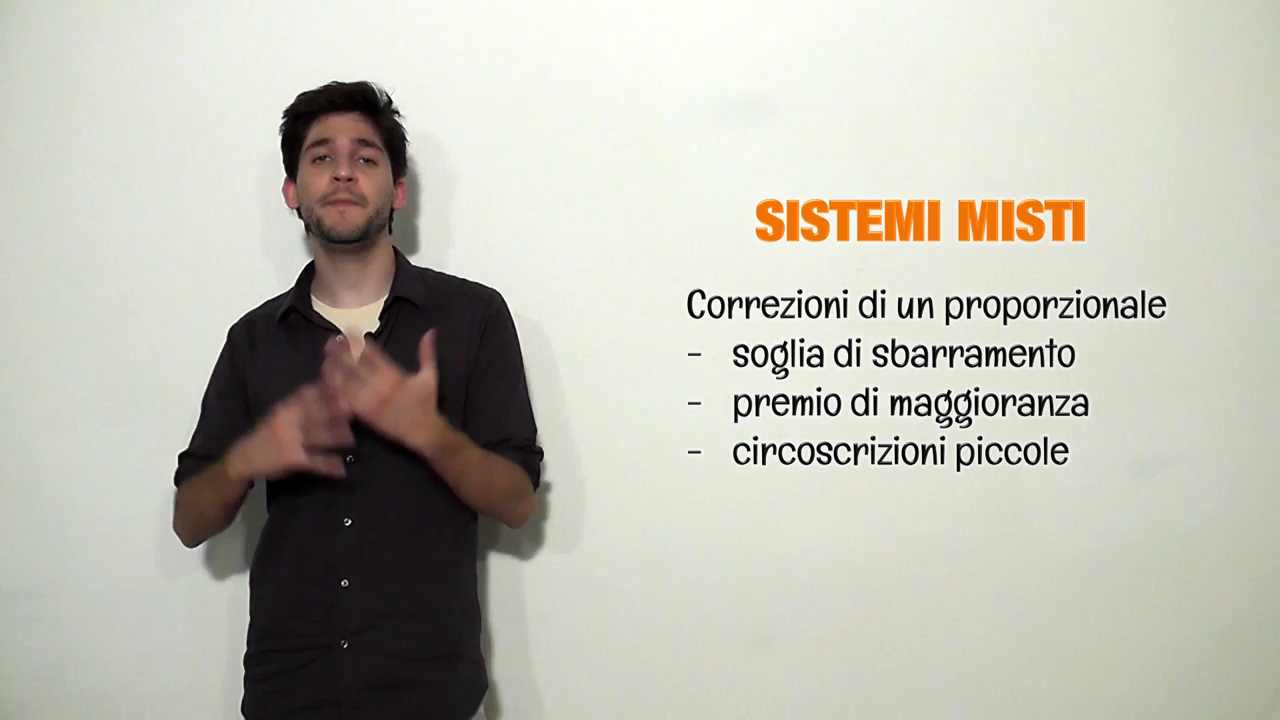 SISTEMI MISTI
Correzioni di un proporzionale
- soglia di sbarramento
- premio di maggioranza
- circoscrizioni piccole